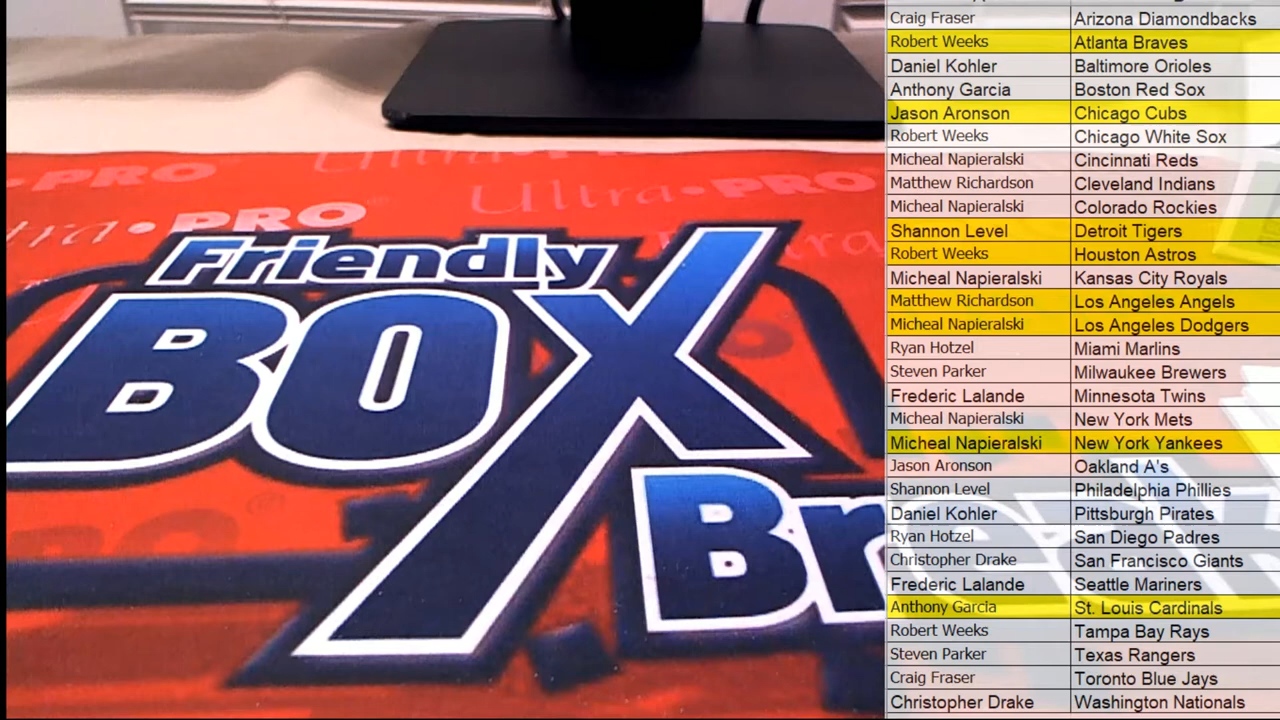 Craig Fraser Arizona Diamondbacks
Robert Weeks Atlanta Braves
Daniel Kohler Baltimore Orioles
Anthony Garcia Boston Red Sox
Jason Aronson Chicago Cubs
Robert Weeks Chicago White Sox
Micheal Napieralski Cincinnati Reds
Matthew Richardson Cleveland Indians
Micheal Napieralski Colorado Rockies
Shannon Level Detroit Tigers
Robert Weeks Houston Astros
Micheal Napieralski Kansas City Royals
Matthew Richardson Los Angeles Angels
Micheal Napieralski Los Angeles Dodgers
Ryan Hotzel Miami Marlins
Steven Parker Milwaukee Brewers
Frederic Lalande Minnesota Twins
Micheal Napieralski New York Mets
Micheal Napieralski New York Yankees
Jason Aronson Oakland A's
Shannon Level Philadelphia Phillies
Daniel Kohler Pittsburgh Pirates
Ryan Hotzel San Diego Padres
Christopher Drake San Francisco Giants
Frederic Lalande Seattle Mariners
Anthony Garcia St. Louis Cardinals
Robert Weeks Tampa Bay Rays
Steven Parker Texas Rangers
Craig Fraser Toronto Blue Jays
Christopher Drake Washington Nationals
PRO Ultra•PRO
tra•PRO
Friendly
BOX
Br